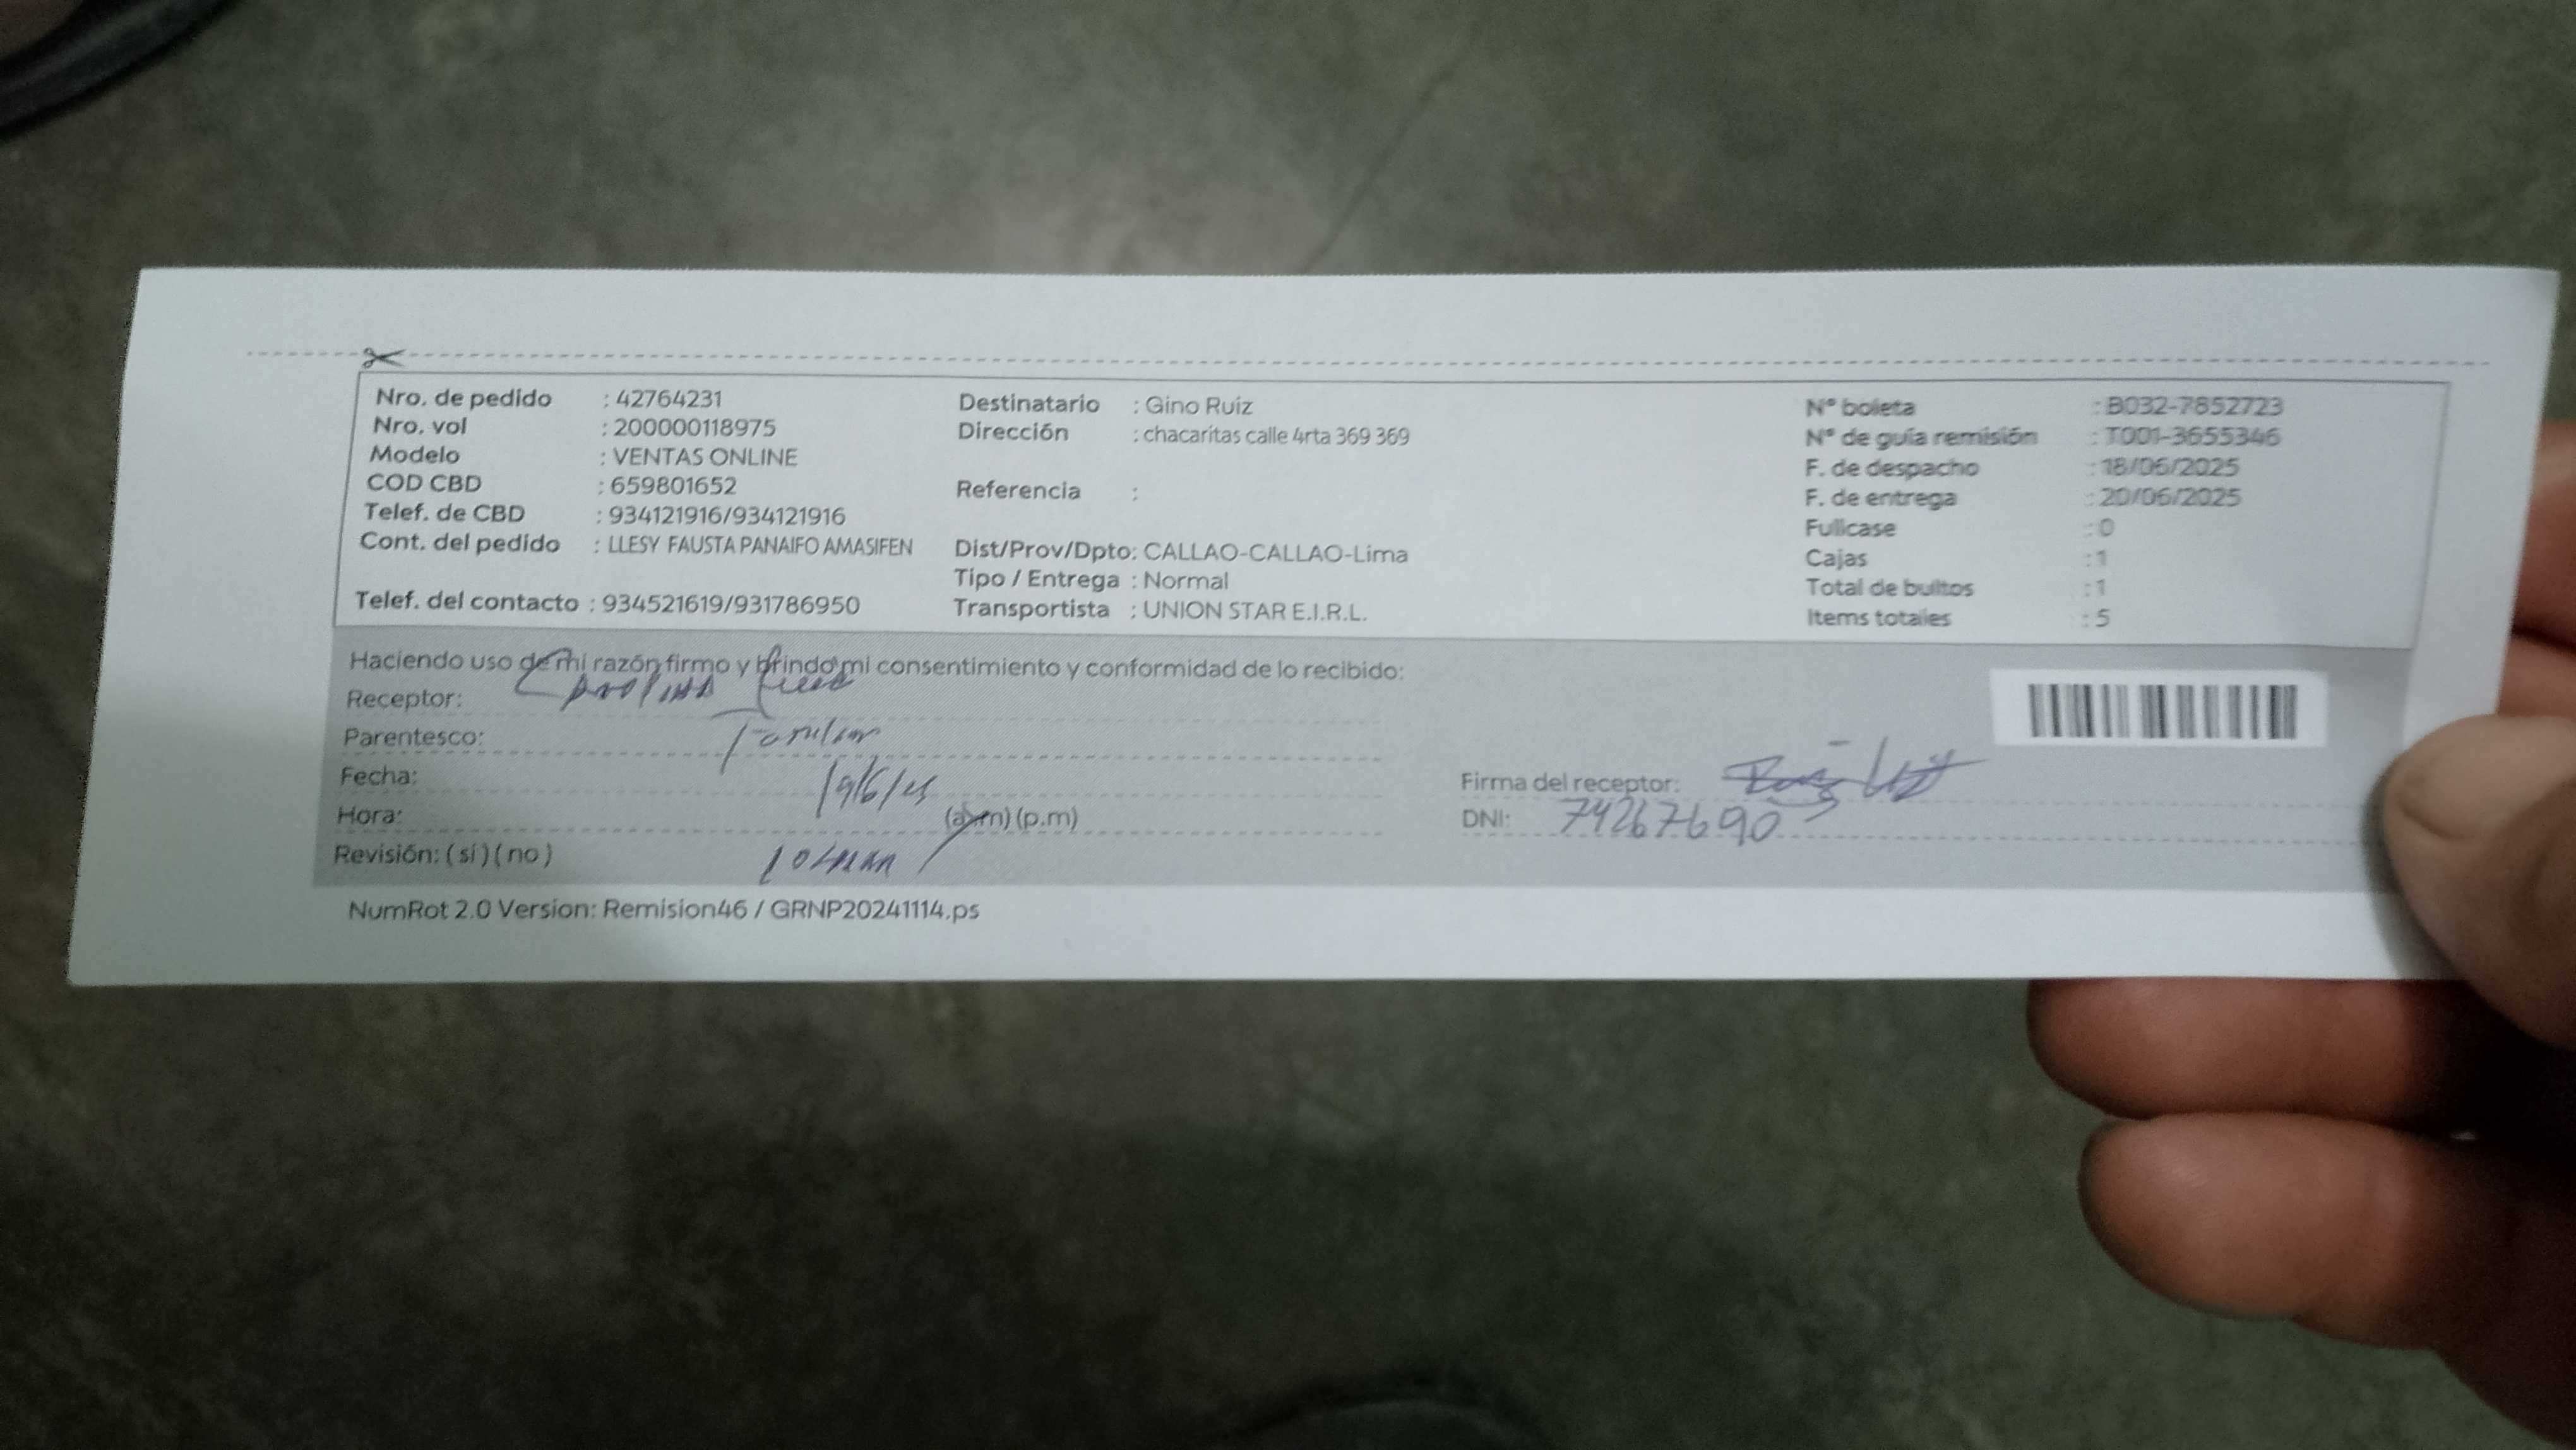 Nro. de pedido : 42764231
Nro. vol : 200000118975
Modelo : VENTAS ONLINE
COD CBD : 659801652
Telef. de CBD : 934121916/934121916
Cont. del pedido : LLESY FAUSTA PANAIFO AMASIFEN
Telef. del contacto : 934521619/931786950
Destinatario : Gino Ruiz
Dirección : chacaritas calle 4rta 369 369
Referencia :
Dist/Prov/Dpto: CALLAO-CALLAO-Lima
Tipo / Entrega : Normal
Transportista : UNION STAR E.I.R.L.
N° boleta : B032-7852723
N° de guía remisión : T001-3655346
F. de despacho : 18/06/2025
F. de entrega : 20/06/2025
Fullcase : 0
Cajas : 1
Total de bultos : 1
Items totales : 5
Haciendo uso de mi razón firmo y brindo mi consentimiento y conformidad de lo recibido:
Receptor:
Parentesco:
Fecha: 19/6/25
Hora: (a.m) (p.m)
Revisión: ( sí ) ( no )
Firma del receptor:
DNI: 74267690
NumRot 2.0 Version: Remision46 / GRNP20241114.ps